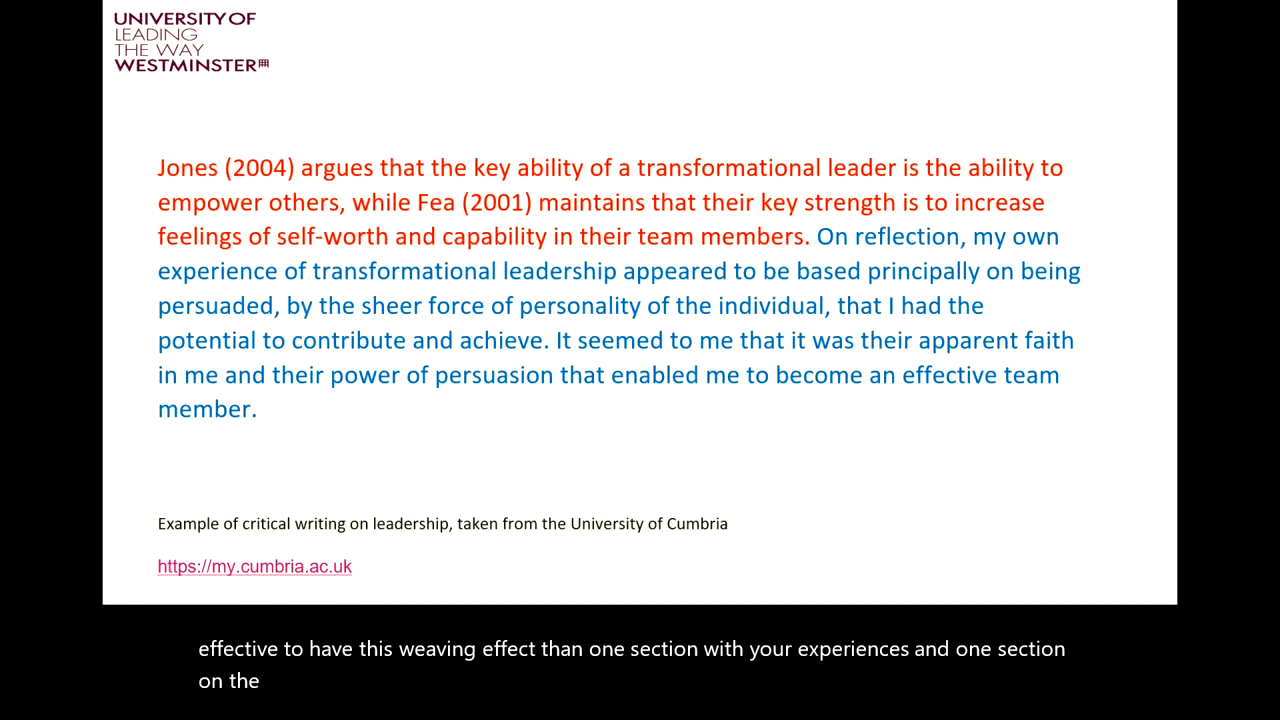 UNIVERSITY OF
LEADING
THE WAY
WESTMINSTER
Jones (2004) argues that the key ability of a transformational leader is the ability to
empower others, while Fea (2001) maintains that their key strength is to increase
feelings of self-worth and capability in their team members. On reflection, my own
experience of transformational leadership appeared to be based principally on being
persuaded, by the sheer force of personality of the individual, that I had the
potential to contribute and achieve. It seemed to me that it was their apparent faith
in me and their power of persuasion that enabled me to become an effective team
member.
Example of critical writing on leadership, taken from the University of Cumbria
https://my.cumbria.ac.uk
effective to have this weaving effect than one section with your experiences and one section
on the